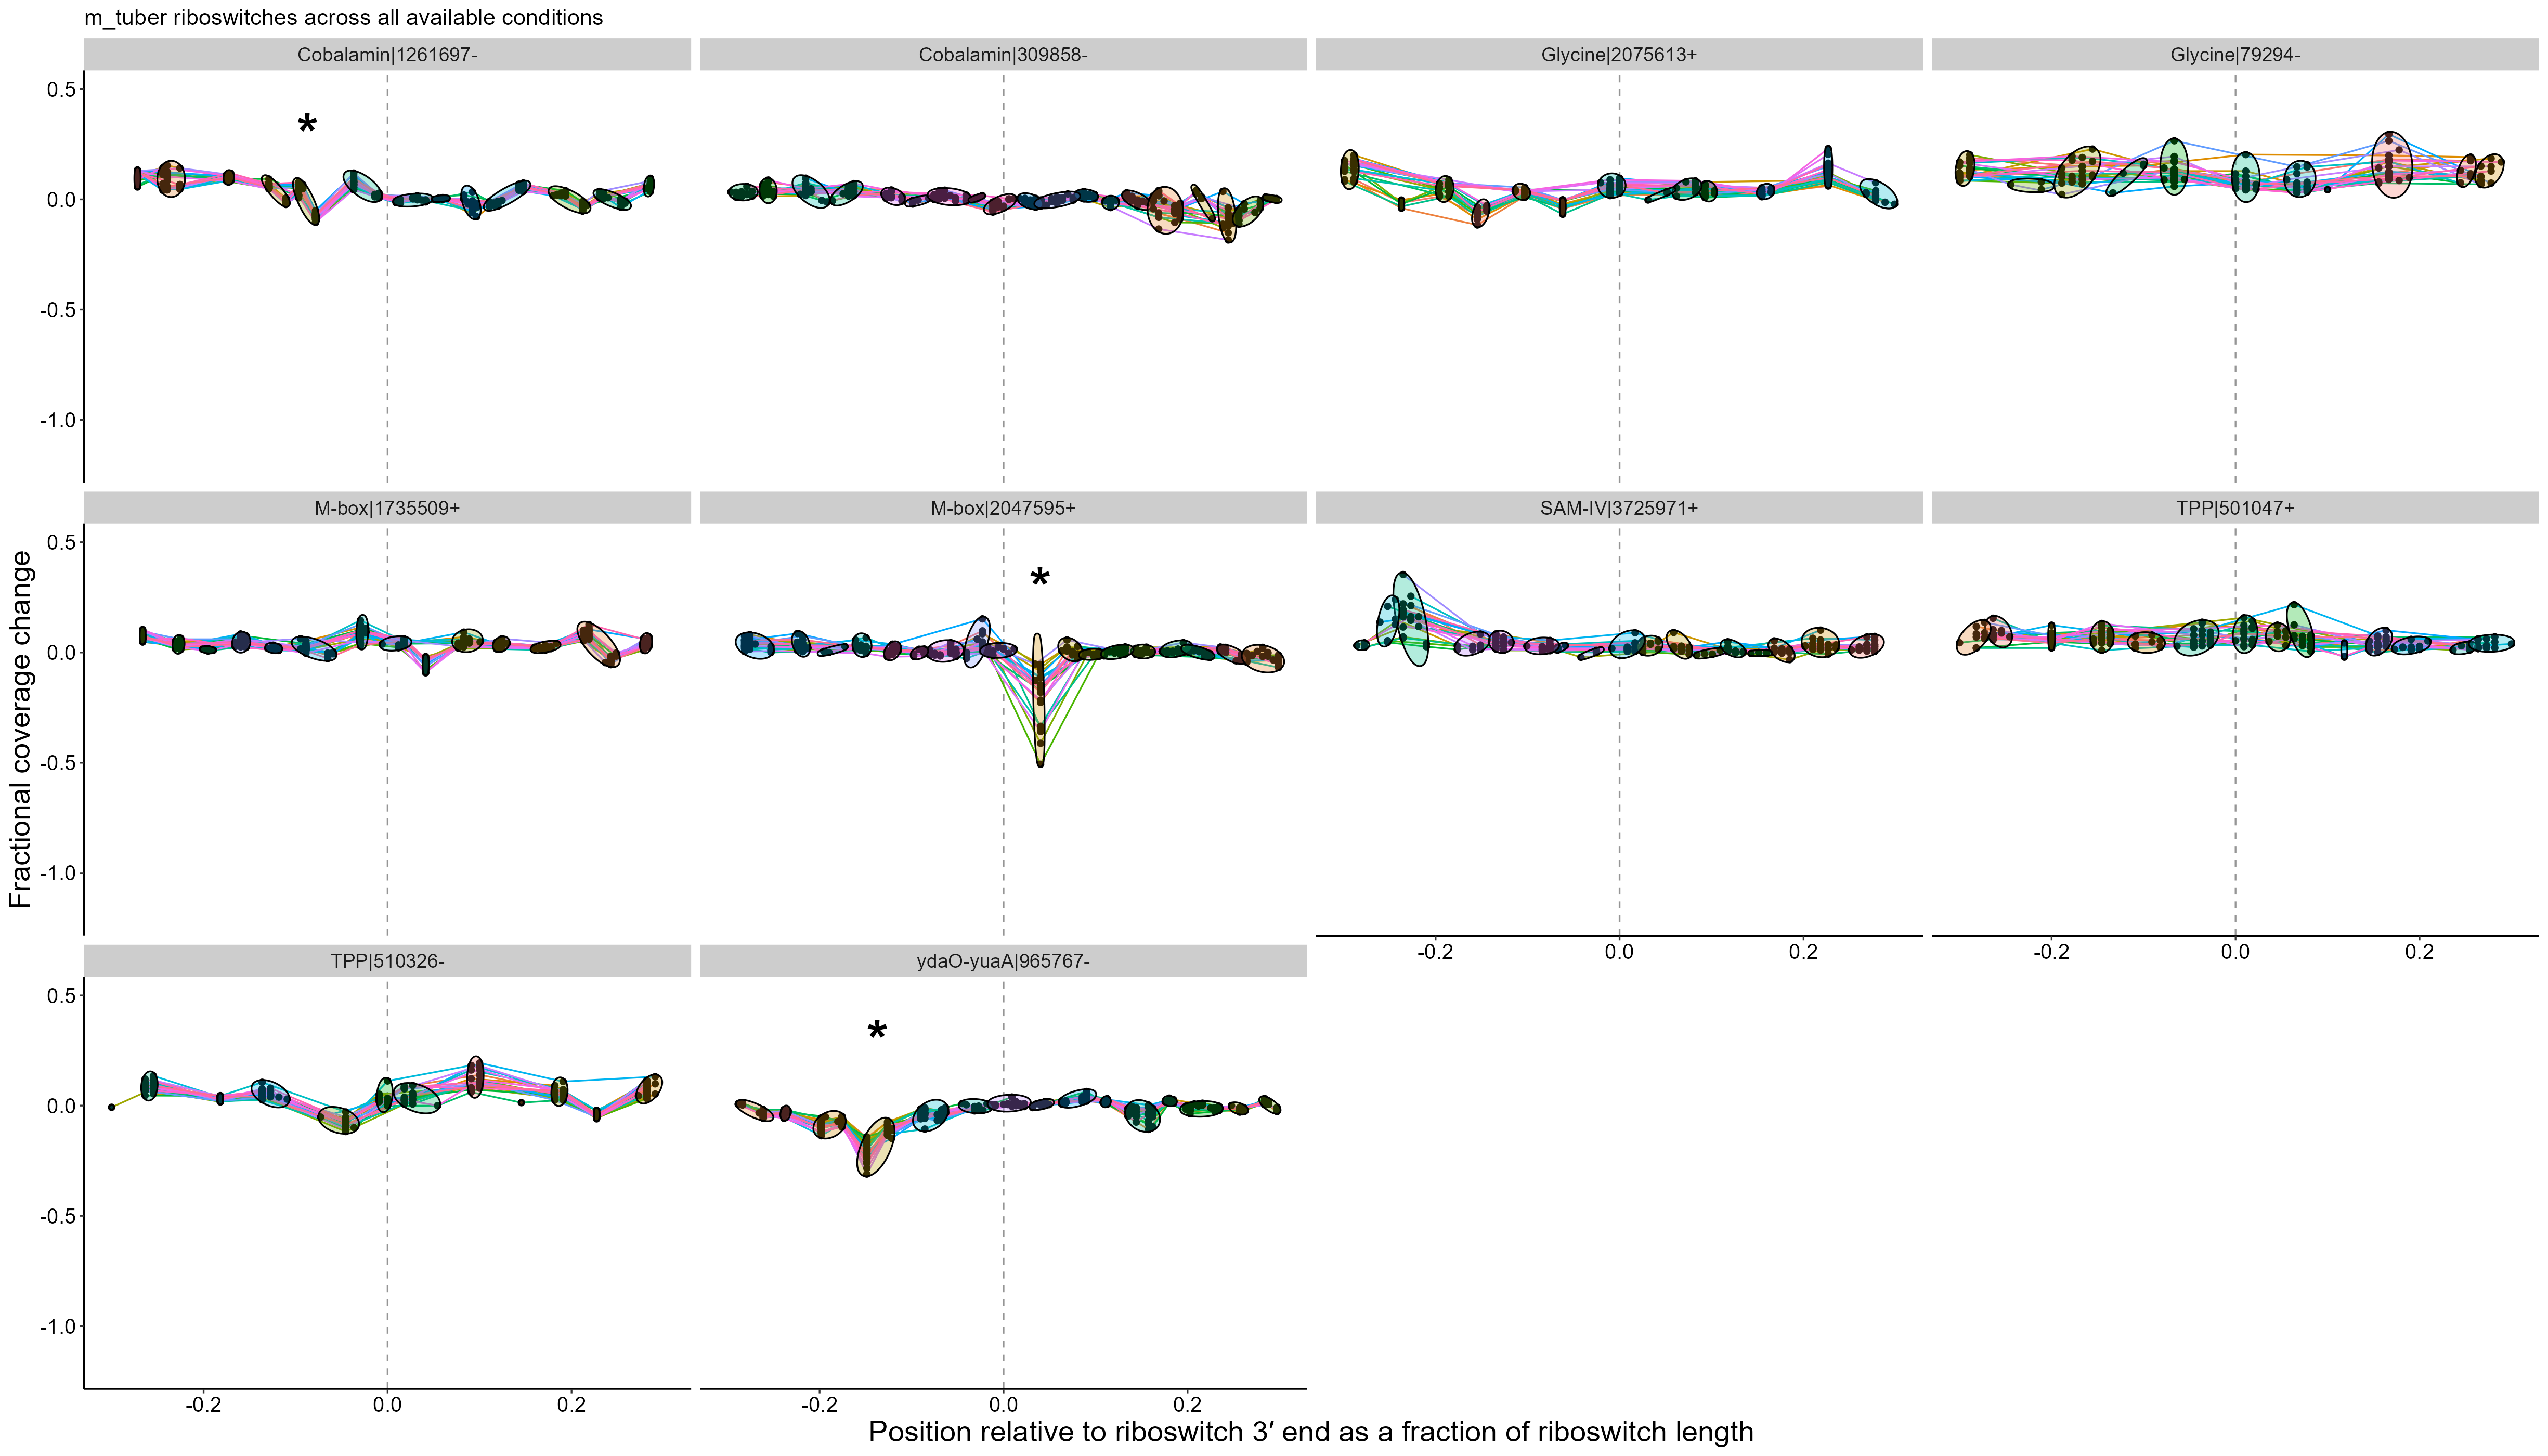 m_tuber riboswitches across all available conditions
Cobalamin|1261697-
Cobalamin|309858-
Glycine|2075613+
Glycine|79294-
0.5
0.0
-0.5
-1.0
*
M-box|1735509+
M-box|2047595+
SAM-IV|3725971+
TPP|501047+
0.5
0.0
-0.5
-1.0
*
-0.2 0.0 0.2
-0.2 0.0 0.2
TPP|510326-
ydaO-yuaA|965767-
0.5
0.0
-0.5
-1.0
*
-0.2 0.0 0.2
-0.2 0.0 0.2
Fractional coverage change
Position relative to riboswitch 3′ end as a fraction of riboswitch length